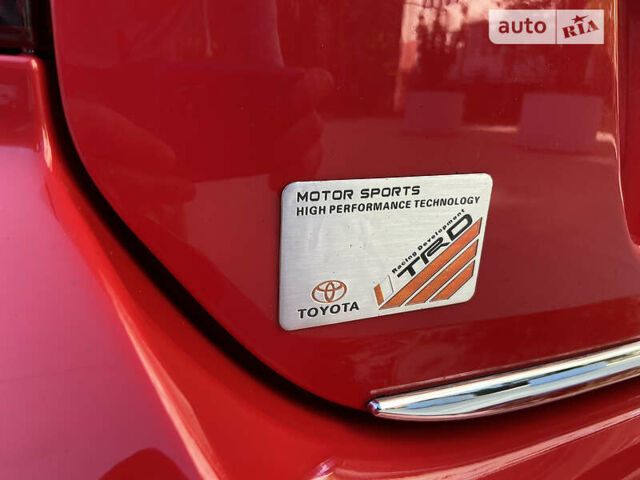 auto RIA
MOTOR SPORTS
HIGH PERFORMANCE TECHNOLOGY
Racing Development
TRD
TOYOTA